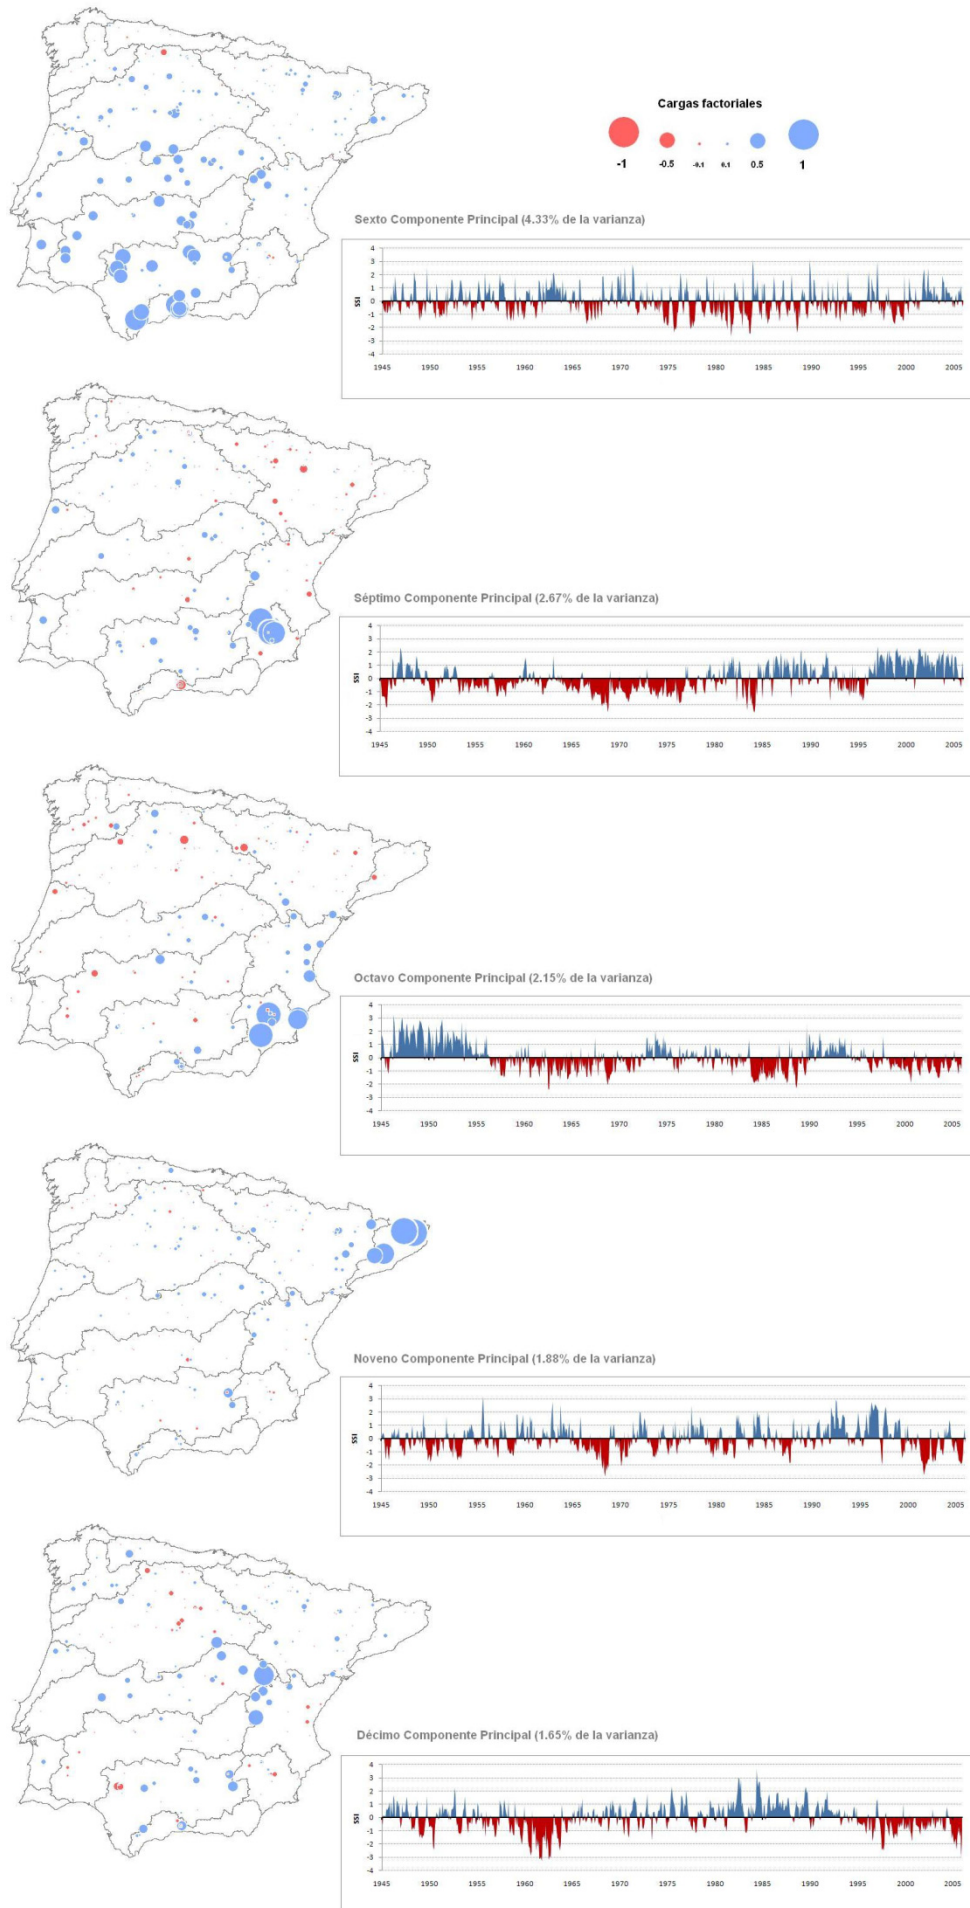 Cargas factoriales
-1 -0.5 -0.1 0.1 0.5 1
Sexto Componente Principal (4.33% de la varianza)
4
3
2
1
0
-1
-2
-3
-4
SSI
1945 1950 1955 1960 1965 1970 1975 1980 1985 1990 1995 2000 2005
Séptimo Componente Principal (2.67% de la varianza)
4
3
2
1
0
-1
-2
-3
-4
SSI
1945 1950 1955 1960 1965 1970 1975 1980 1985 1990 1995 2000 2005
Octavo Componente Principal (2.15% de la varianza)
4
3
2
1
0
-1
-2
-3
-4
SSI
1945 1950 1955 1960 1965 1970 1975 1980 1985 1990 1995 2000 2005
Noveno Componente Principal (1.88% de la varianza)
4
3
2
1
0
-1
-2
-3
-4
SSI
1945 1950 1955 1960 1965 1970 1975 1980 1985 1990 1995 2000 2005
Décimo Componente Principal (1.65% de la varianza)
4
3
2
1
0
-1
-2
-3
-4
SSI
1945 1950 1955 1960 1965 1970 1975 1980 1985 1990 1995 2000 2005